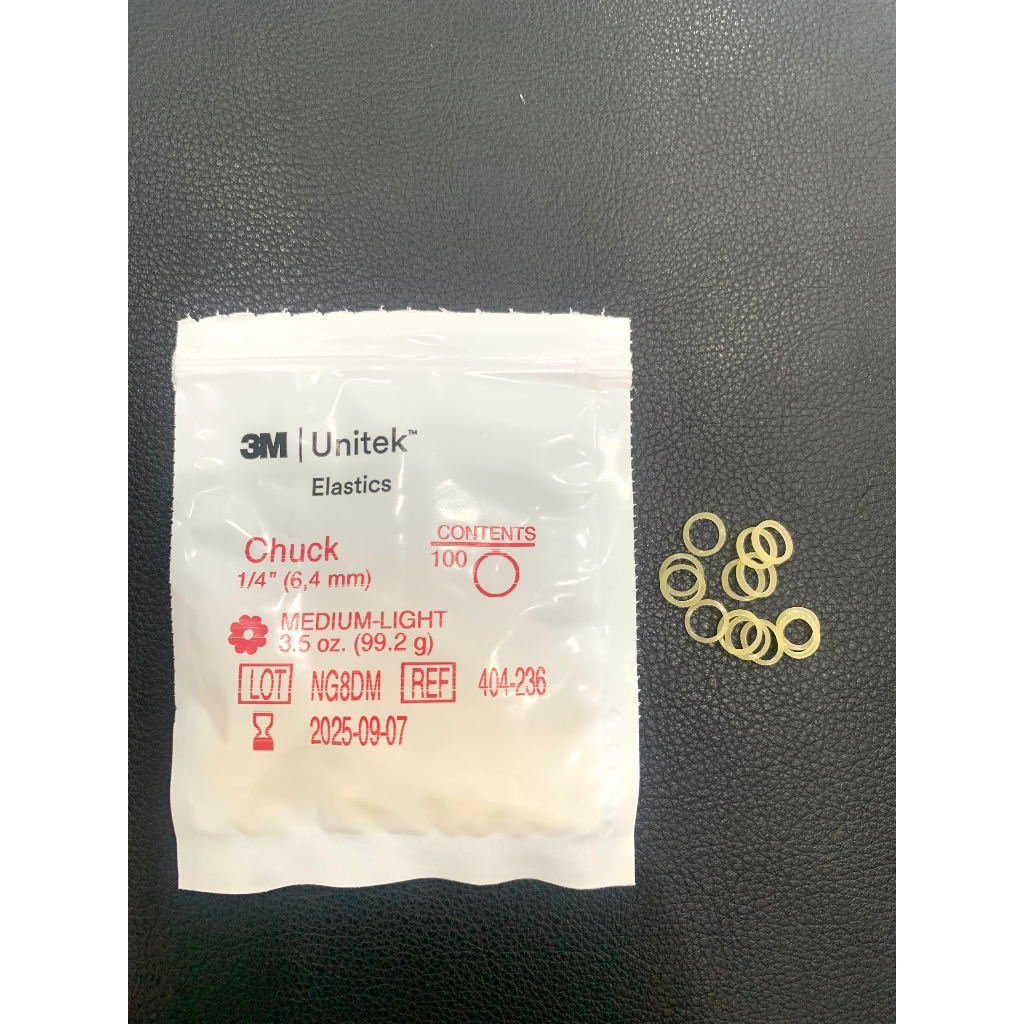 3M | Unitek™
Elastics
Chuck
1/4" (6,4 mm)
CONTENTS
100
MEDIUM-LIGHT
3.5 oz. (99.2 g)
LOT NG8DM REF 404-236
2025-09-07